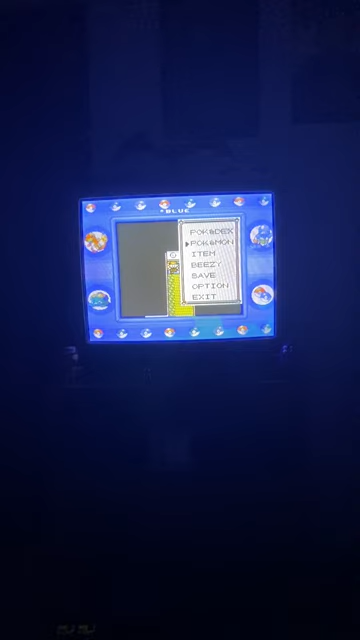 BLUE
POKéDEX
POKéMON
ITEM
BEEZY
SAVE
OPTION
EXIT